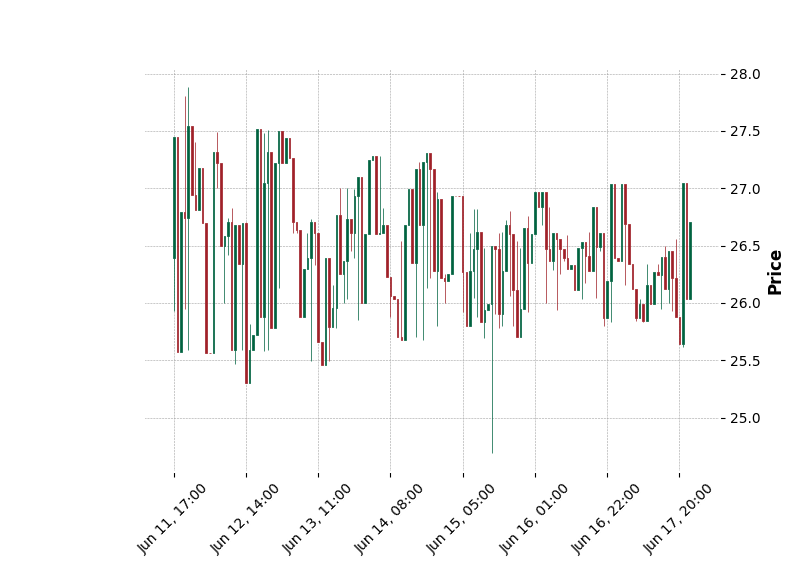 28.0
27.5
27.0
26.5
26.0
25.5
25.0
Price
Jun 11, 17:00
Jun 12, 14:00
Jun 13, 11:00
Jun 14, 08:00
Jun 15, 05:00
Jun 16, 01:00
Jun 16, 22:00
Jun 17, 20:00